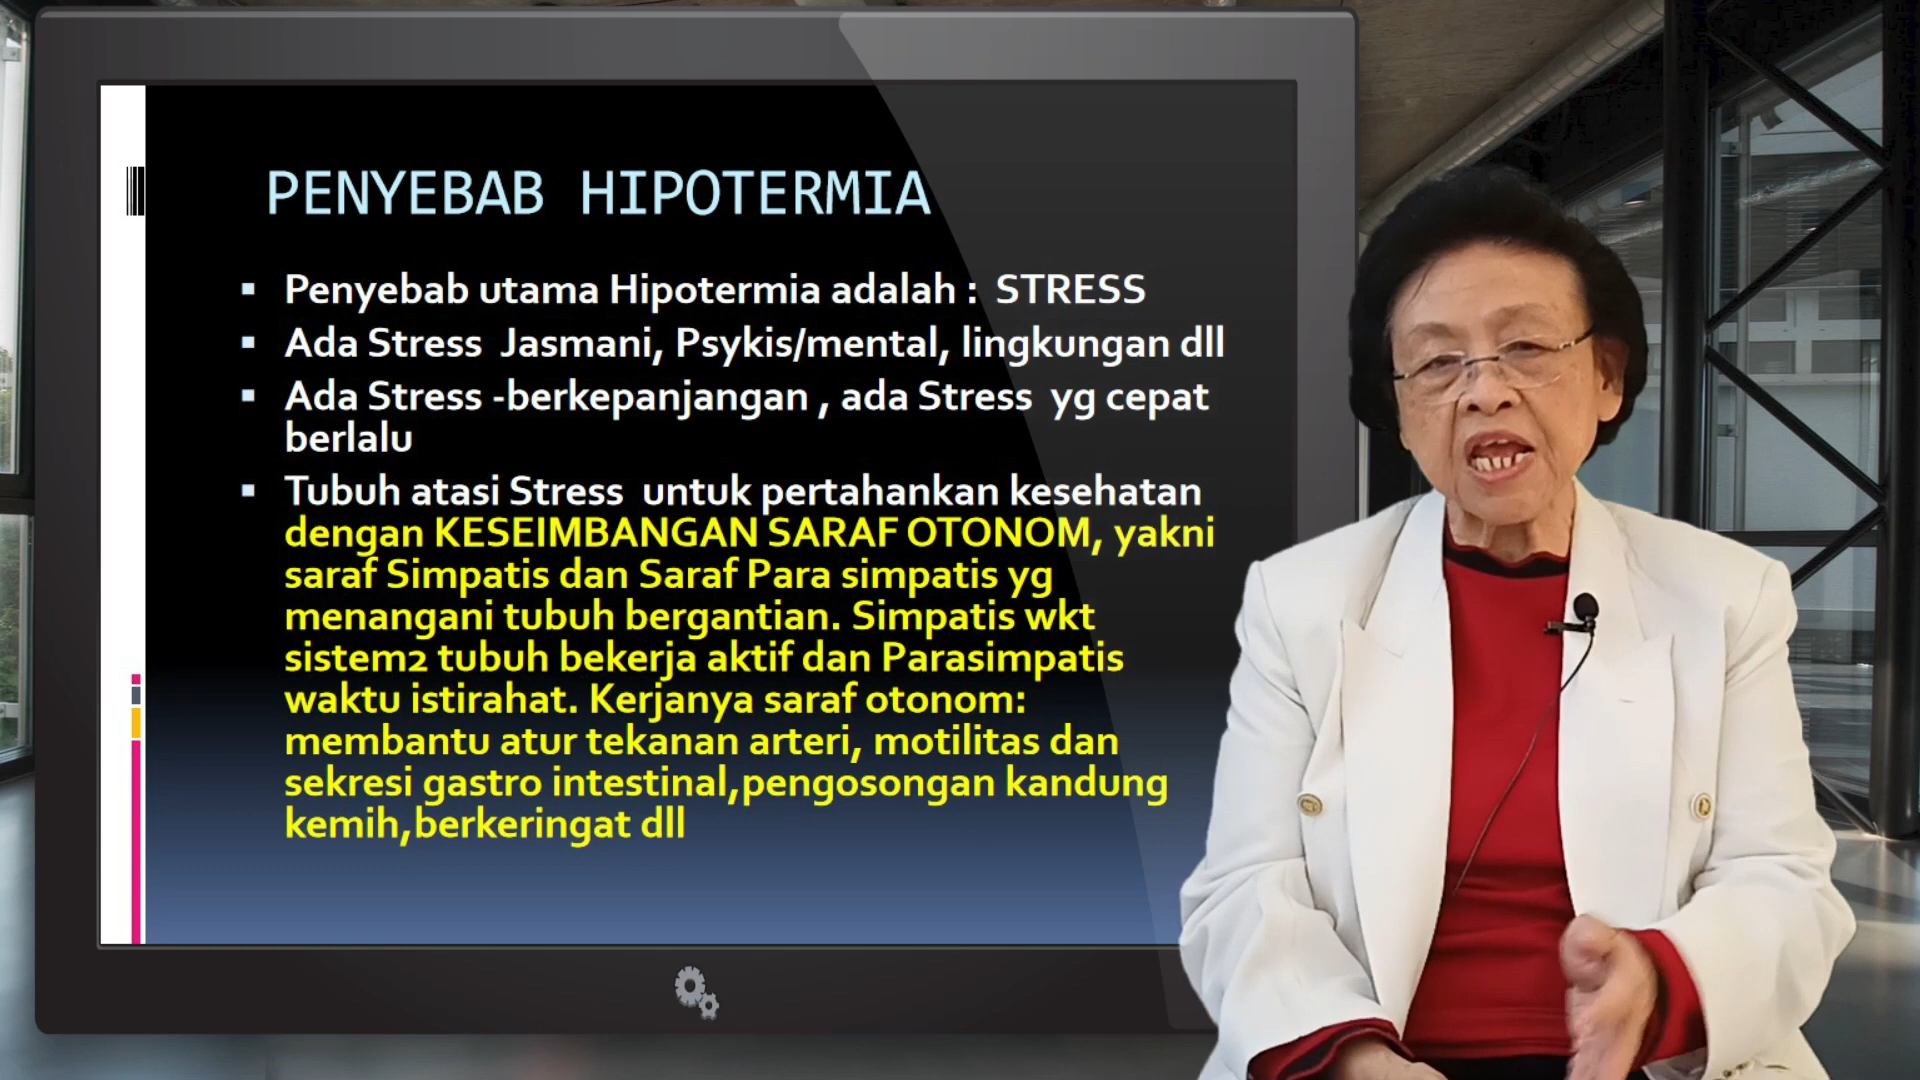 PENYEBAB HIPOTERMIA
Penyebab utama Hipotermia adalah : STRESS
Ada Stress Jasmani, Psykis/mental, lingkungan dll
Ada Stress -berkepanjangan , ada Stress yg cepat
berlalu
Tubuh atasi Stress untuk pertahankan kesehatan
dengan KESEIMBANGAN SARAF OTONOM, yakni
saraf Simpatis dan Saraf Para simpatis yg
menangani tubuh bergantian. Simpatis wkt
sistem2 tubuh bekerja aktif dan Parasimpatis
waktu istirahat. Kerjanya saraf otonom:
membantu atur tekanan arteri, motilitas dan
sekresi gastro intestinal,pengosongan kandung
kemih,berkeringat dll